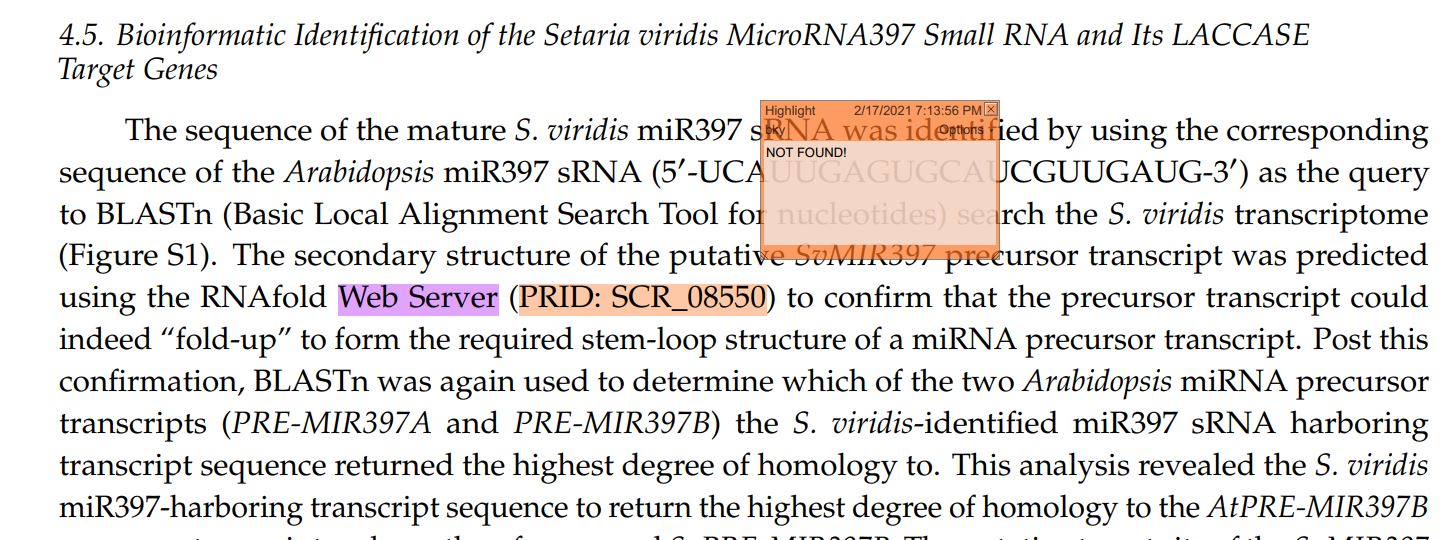 4.5. Bioinformatic Identification of the Setaria viridis MicroRNA397 Small RNA and Its LACCASE
Target Genes
Highlight 2/17/2021 7:13:56 PM
bky Options
NOT FOUND!
The sequence of the mature S. viridis miR397 sRNA was identified by using the corresponding
sequence of the Arabidopsis miR397 sRNA (5′-UCAUUGAGUGCAUCGUUGAUG-3′) as the query
to BLASTn (Basic Local Alignment Search Tool for nucleotides) search the S. viridis transcriptome
(Figure S1). The secondary structure of the putative SvMIR397 precursor transcript was predicted
using the RNAfold Web Server (PRID: SCR_08550) to confirm that the precursor transcript could
indeed “fold-up” to form the required stem-loop structure of a miRNA precursor transcript. Post this
confirmation, BLASTn was again used to determine which of the two Arabidopsis miRNA precursor
transcripts (PRE-MIR397A and PRE-MIR397B) the S. viridis-identified miR397 sRNA harboring
transcript sequence returned the highest degree of homology to. This analysis revealed the S. viridis
miR397-harboring transcript sequence to return the highest degree of homology to the AtPRE-MIR397B